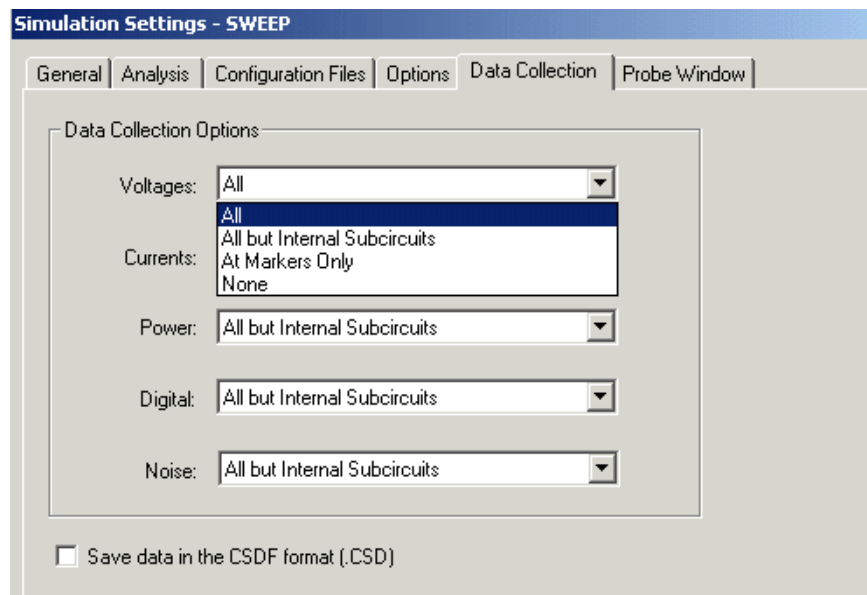 Simulation Settings - SWEEP
General Analysis Configuration Files Options Data Collection Probe Window
Data Collection Options
Voltages: All
All
All but Internal Subcircuits
Currents:
At Markers Only
None
Power: All but Internal Subcircuits
Digital: All but Internal Subcircuits
Noise: All but Internal Subcircuits
Save data in the CSDF format (.CSD)